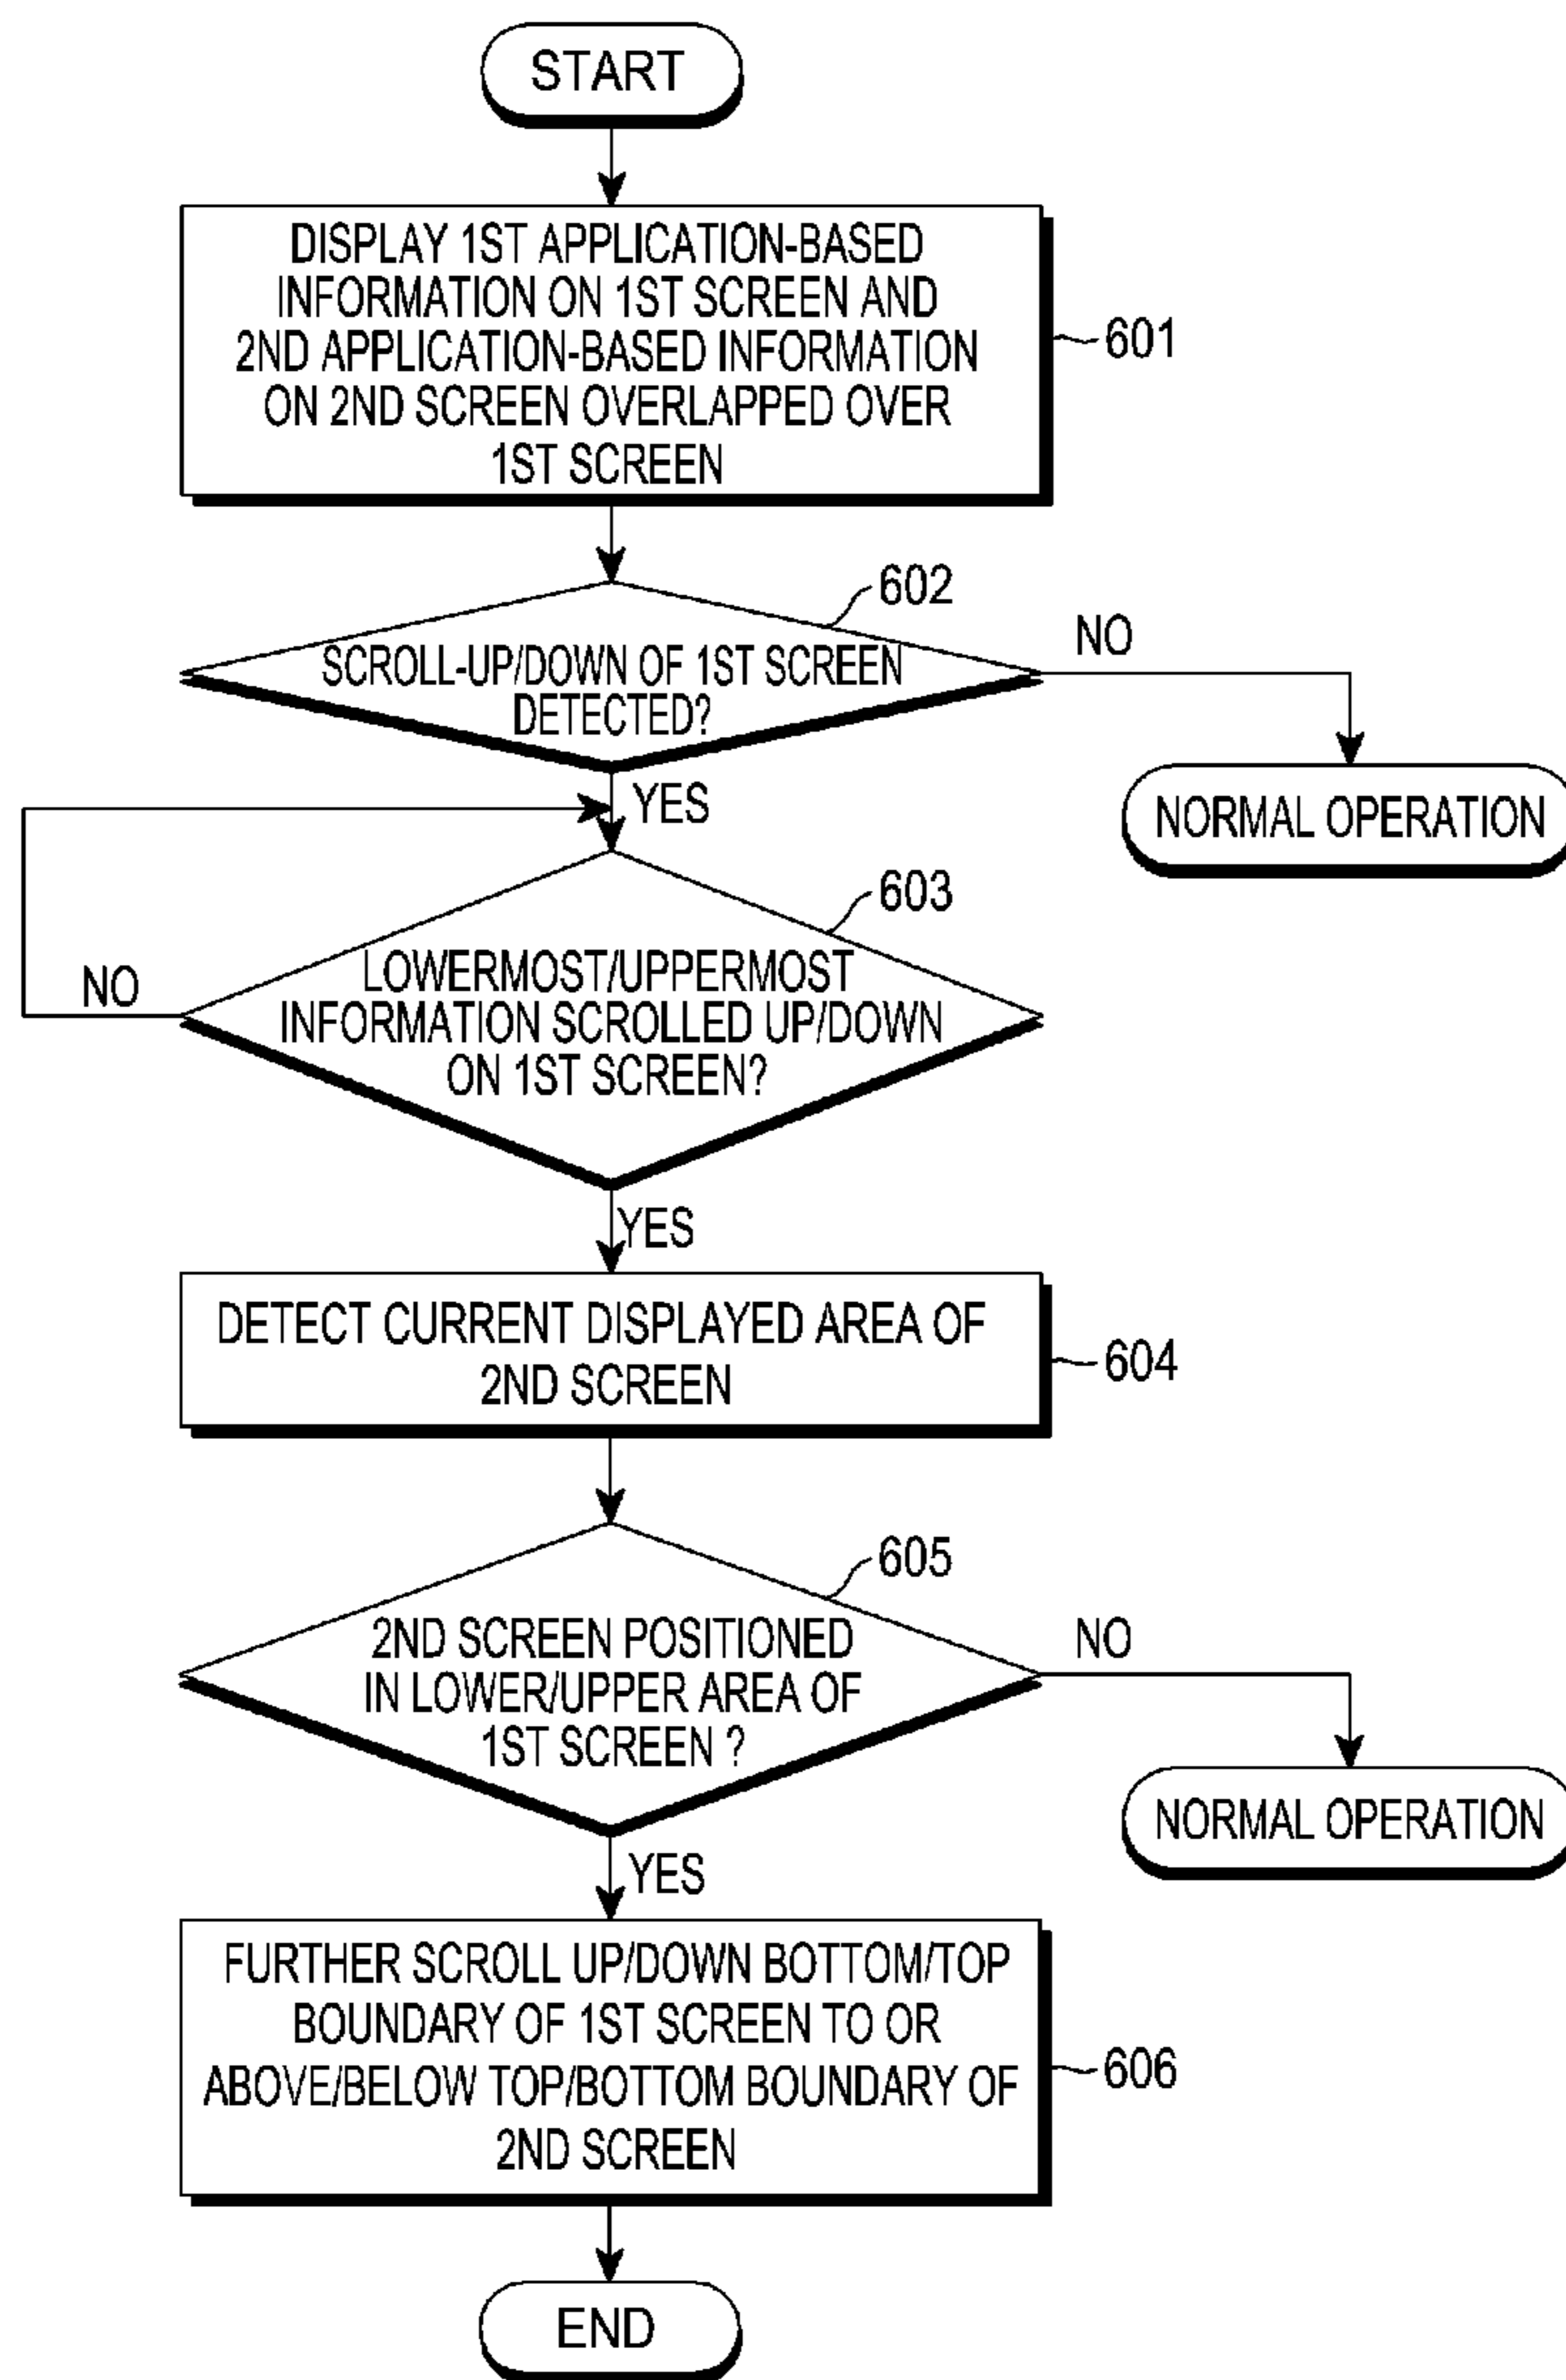 START
DISPLAY 1ST APPLICATION-BASED
INFORMATION ON 1ST SCREEN AND
2ND APPLICATION-BASED INFORMATION
ON 2ND SCREEN OVERLAPPED OVER
1ST SCREEN
601
602
SCROLL-UP/DOWN OF 1ST SCREEN
DETECTED?
NO
NORMAL OPERATION
YES
603
LOWERMOST/UPPERMOST
INFORMATION SCROLLED UP/DOWN
ON 1ST SCREEN?
NO
YES
DETECT CURRENT DISPLAYED AREA OF
2ND SCREEN
604
605
2ND SCREEN POSITIONED
IN LOWER/UPPER AREA OF
1ST SCREEN ?
NO
NORMAL OPERATION
YES
FURTHER SCROLL UP/DOWN BOTTOM/TOP
BOUNDARY OF 1ST SCREEN TO OR
ABOVE/BELOW TOP/BOTTOM BOUNDARY OF
2ND SCREEN
606
END